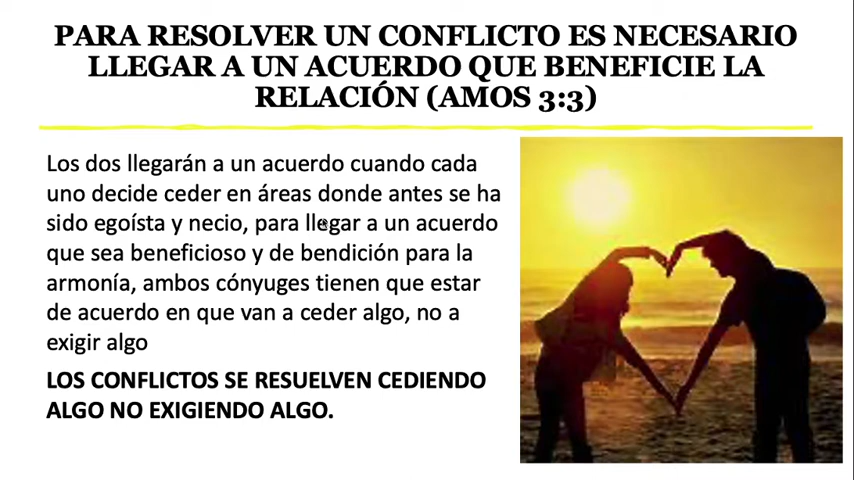 PARA RESOLVER UN CONFLICTO ES NECESARIO
LLEGAR A UN ACUERDO QUE BENEFICIE LA
RELACIÓN (AMOS 3:3)
Los dos llegarán a un acuerdo cuando cada
uno decide ceder en áreas donde antes se ha
sido egoísta y necio, para llegar a un acuerdo
que sea beneficioso y de bendición para la
armonía, ambos cónyuges tienen que estar
de acuerdo en que van a ceder algo, no a
exigir algo
LOS CONFLICTOS SE RESUELVEN CEDIENDO
ALGO NO EXIGIENDO ALGO.